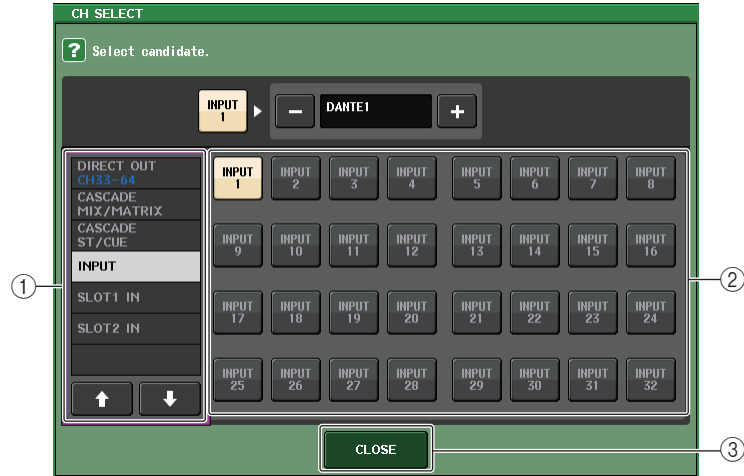 CH SELECT
? Select candidate.
INPUT 1
− DANTE1 +
DIRECT OUT
CH33-64
CASCADE
MIX/MATRIX
CASCADE
ST/CUE
INPUT
SLOT1 IN
SLOT2 IN
INPUT 1 INPUT 2 INPUT 3 INPUT 4 INPUT 5 INPUT 6 INPUT 7 INPUT 8
INPUT 9 INPUT 10 INPUT 11 INPUT 12 INPUT 13 INPUT 14 INPUT 15 INPUT 16
INPUT 17 INPUT 18 INPUT 19 INPUT 20 INPUT 21 INPUT 22 INPUT 23 INPUT 24
INPUT 25 INPUT 26 INPUT 27 INPUT 28 INPUT 29 INPUT 30 INPUT 31 INPUT 32
CLOSE
①
②
③